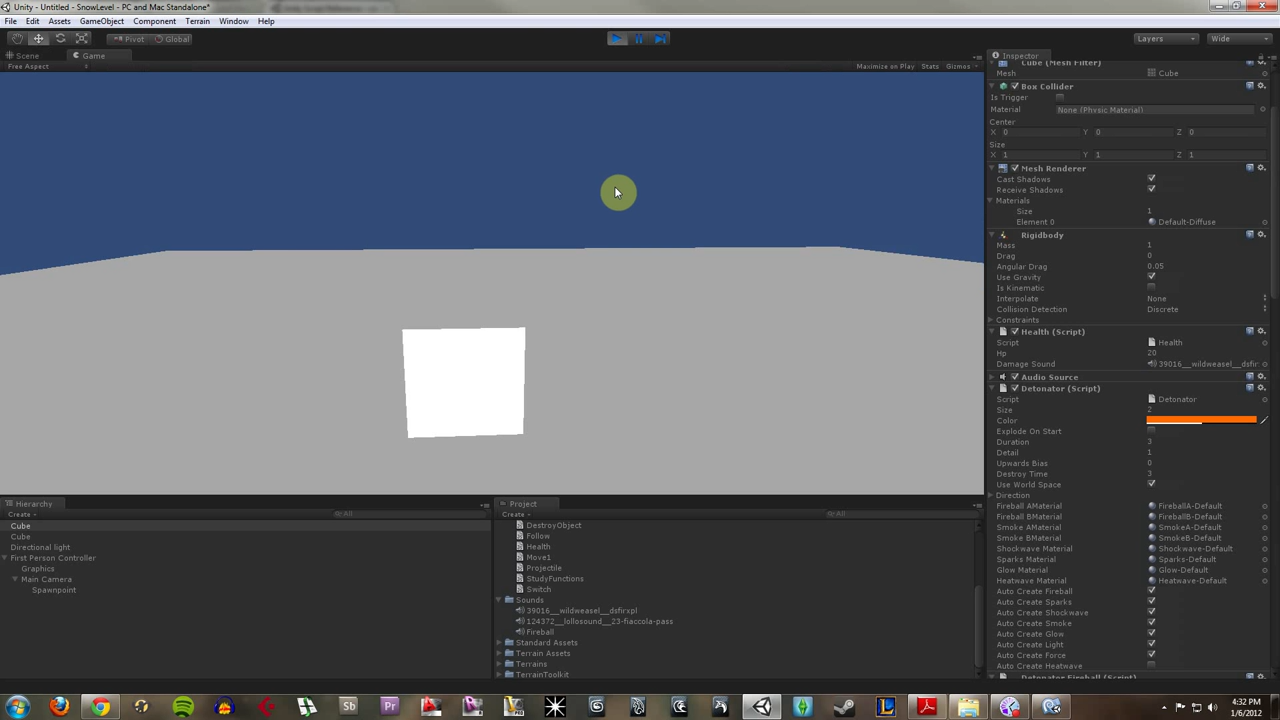 Unity - Untitled - SnowLevel - PC and Mac Standalone*
File Edit Assets GameObject Component Terrain Window Help
Pivot Global Layers Wide
Scene Game Inspector
Free Aspect Maximize on Play Stats Gizmos
Cube (Mesh Filter)
Mesh Cube
Box Collider
Is Trigger
Material None (Physic Material)
Center
X 0 Y 0 Z 0
Size
X 1 Y 1 Z 1
Mesh Renderer
Cast Shadows
Receive Shadows
Materials
Size 1
Element 0 Default-Diffuse
Rigidbody
Mass 1
Drag 0
Angular Drag 0.05
Use Gravity
Is Kinematic
Interpolate None
Collision Detection Discrete
Constraints
Health (Script)
Script Health
Hp 20
Damage Sound 39016__wildweasel__dsfir
Audio Source
Detonator (Script)
Script Detonator
Size 2
Color
Explode On Start
Duration 3
Detail 1
Upwards Bias 0
Destroy Time 3
Use World Space
Direction
Fireball AMaterial FireballA-Default
Fireball BMaterial FireballB-Default
Smoke AMaterial SmokeA-Default
Smoke BMaterial SmokeB-Default
Shockwave Material Shockwave-Default
Sparks Material Sparks-Default
Glow Material Glow-Default
Heatwave Material Heatwave-Default
Auto Create Fireball
Auto Create Sparks
Auto Create Shockwave
Auto Create Smoke
Auto Create Glow
Auto Create Light
Auto Create Force
Auto Create Heatwave
Detonator Fireball (Script)
Hierarchy
Create All
Cube
Cube
Directional light
First Person Controller
Graphics
Main Camera
Spawnpoint
Project
Create All
DestroyObject
Follow
Health
Move1
Projectile
StudyFunctions
Switch
Sounds
39016__wildweasel__dsfirxpl
124372__lollosound__23-fiaccola-pass
Fireball
Standard Assets
Terrain Assets
Terrains
TerrainToolkit
Sb Pr L
4:32 PM
1/6/2012